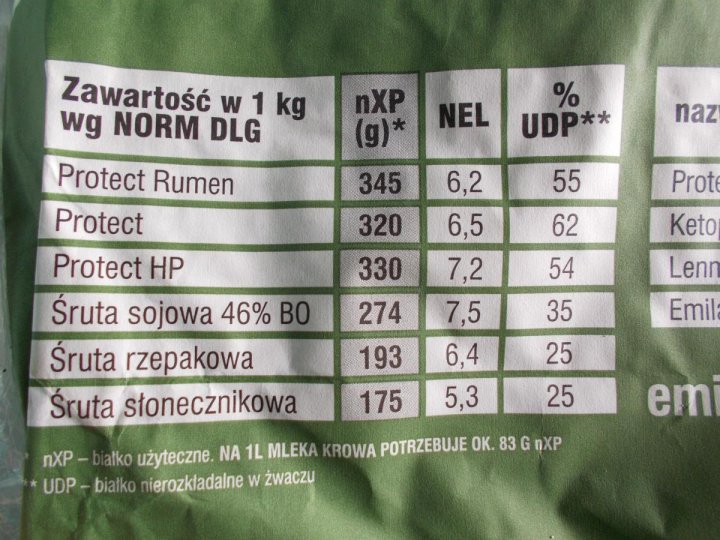 Zawartość w 1 kg
wg NORM DLG
nXP
(g)*
NEL
%
UDP**
Protect Rumen 345 6,2 55
Protect 320 6,5 62
Protect HP 330 7,2 54
Śruta sojowa 46% BO 274 7,5 35
Śruta rzepakowa 193 6,4 25
Śruta słonecznikowa 175 5,3 25
* nXP – białko użyteczne. NA 1L MLEKA KROWA POTRZEBUJE OK. 83 G nXP
** UDP – białko nierozkładalne w żwaczu